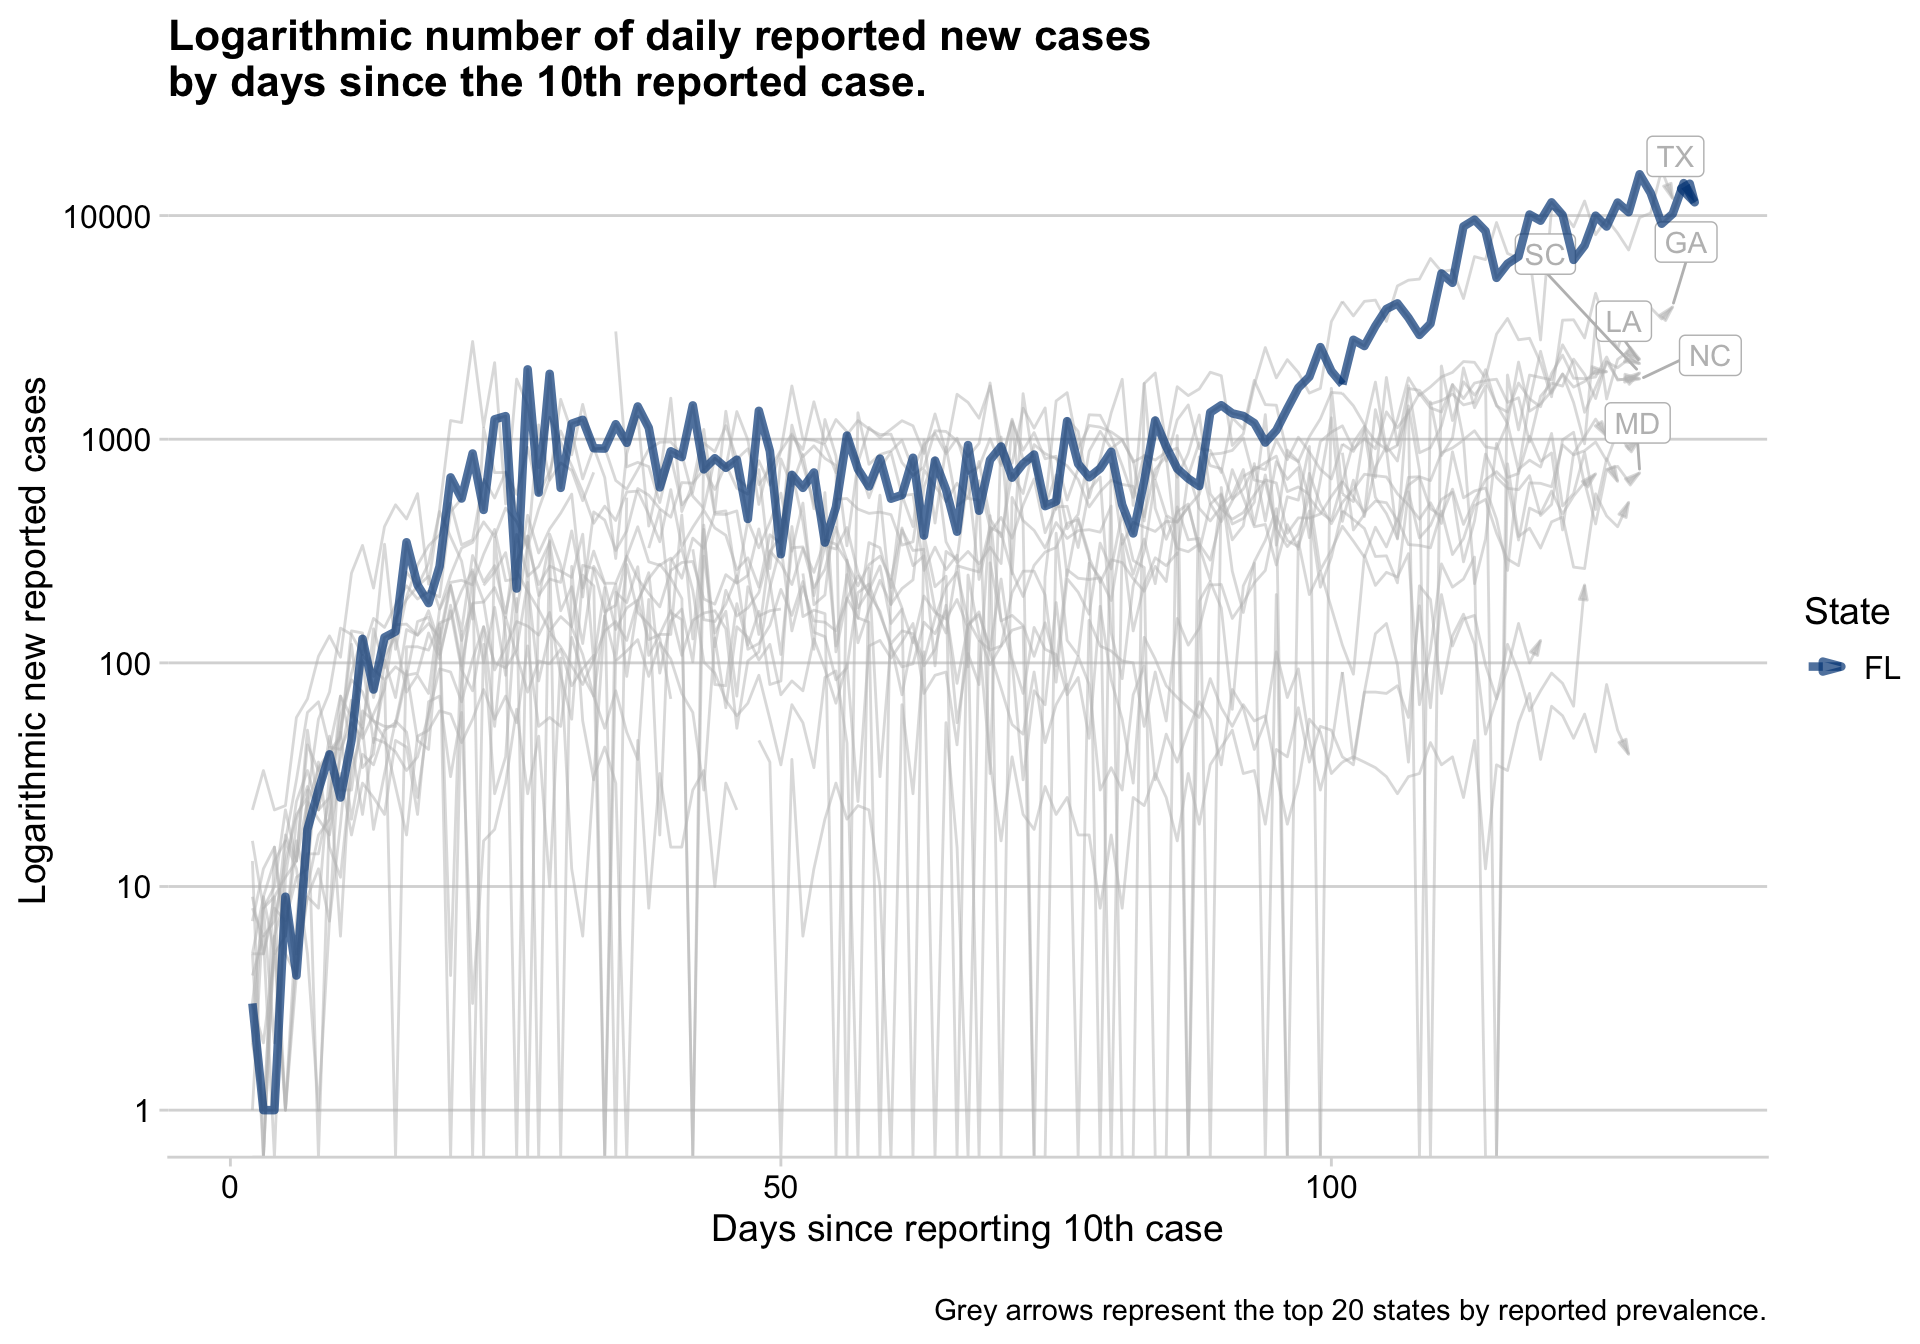 Logarithmic number of daily reported new cases
by days since the 10th reported case.
TX
10000
GA
SC
LA
NC
MD
1000
100
10
1
Logarithmic new reported cases
State
FL
0
50
100
Days since reporting 10th case
Grey arrows represent the top 20 states by reported prevalence.